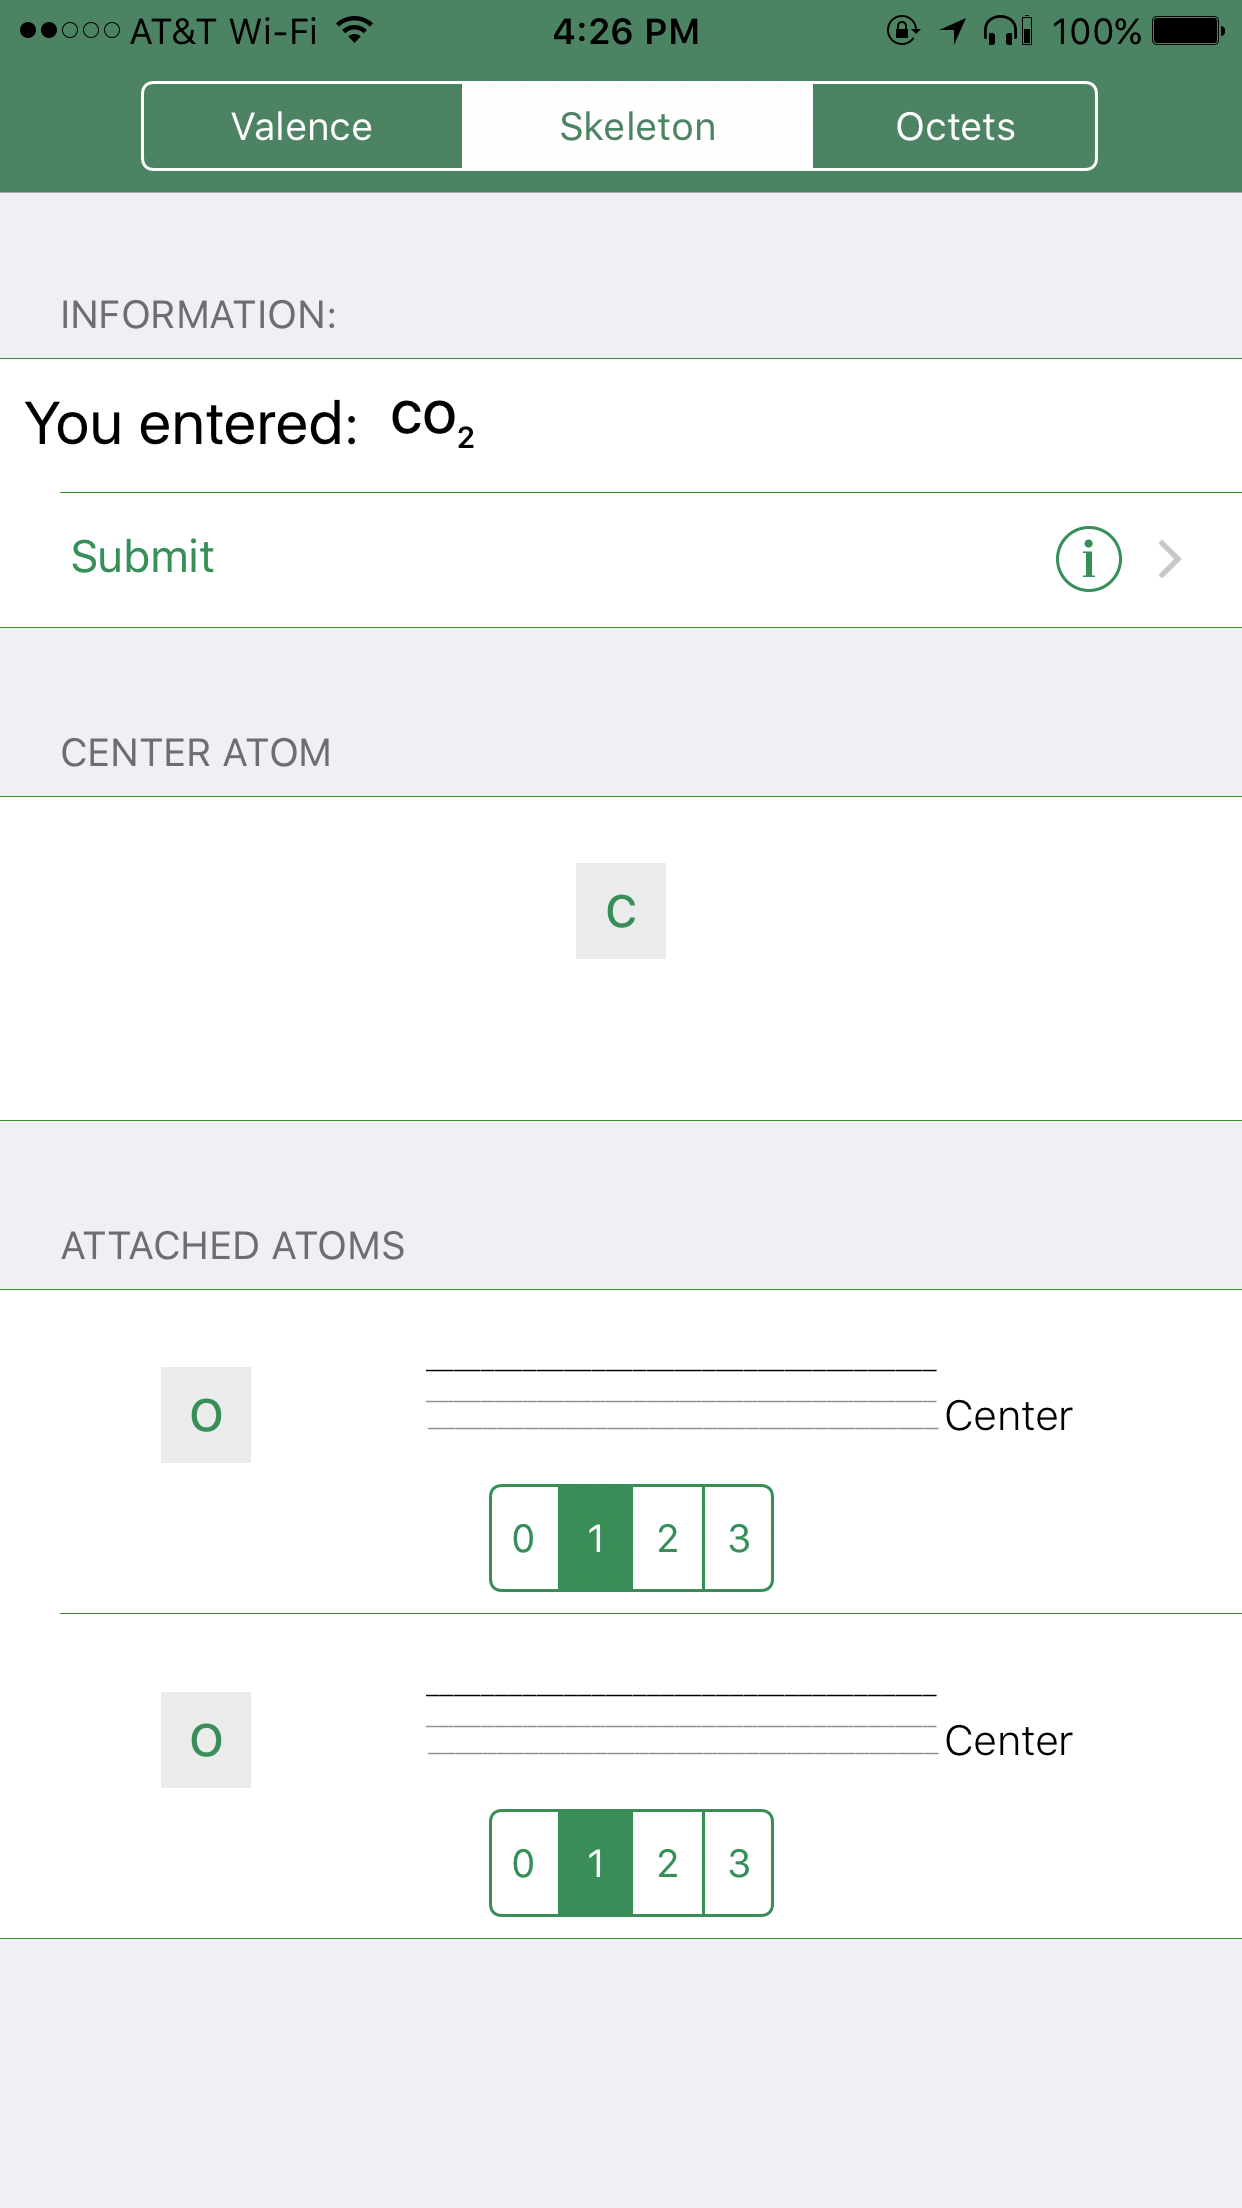 AT&T Wi-Fi 4:26 PM 100%
Valence Skeleton Octets
INFORMATION:
You entered: CO₂
Submit i
CENTER ATOM
C
ATTACHED ATOMS
O Center
0 1 2 3
O Center
0 1 2 3